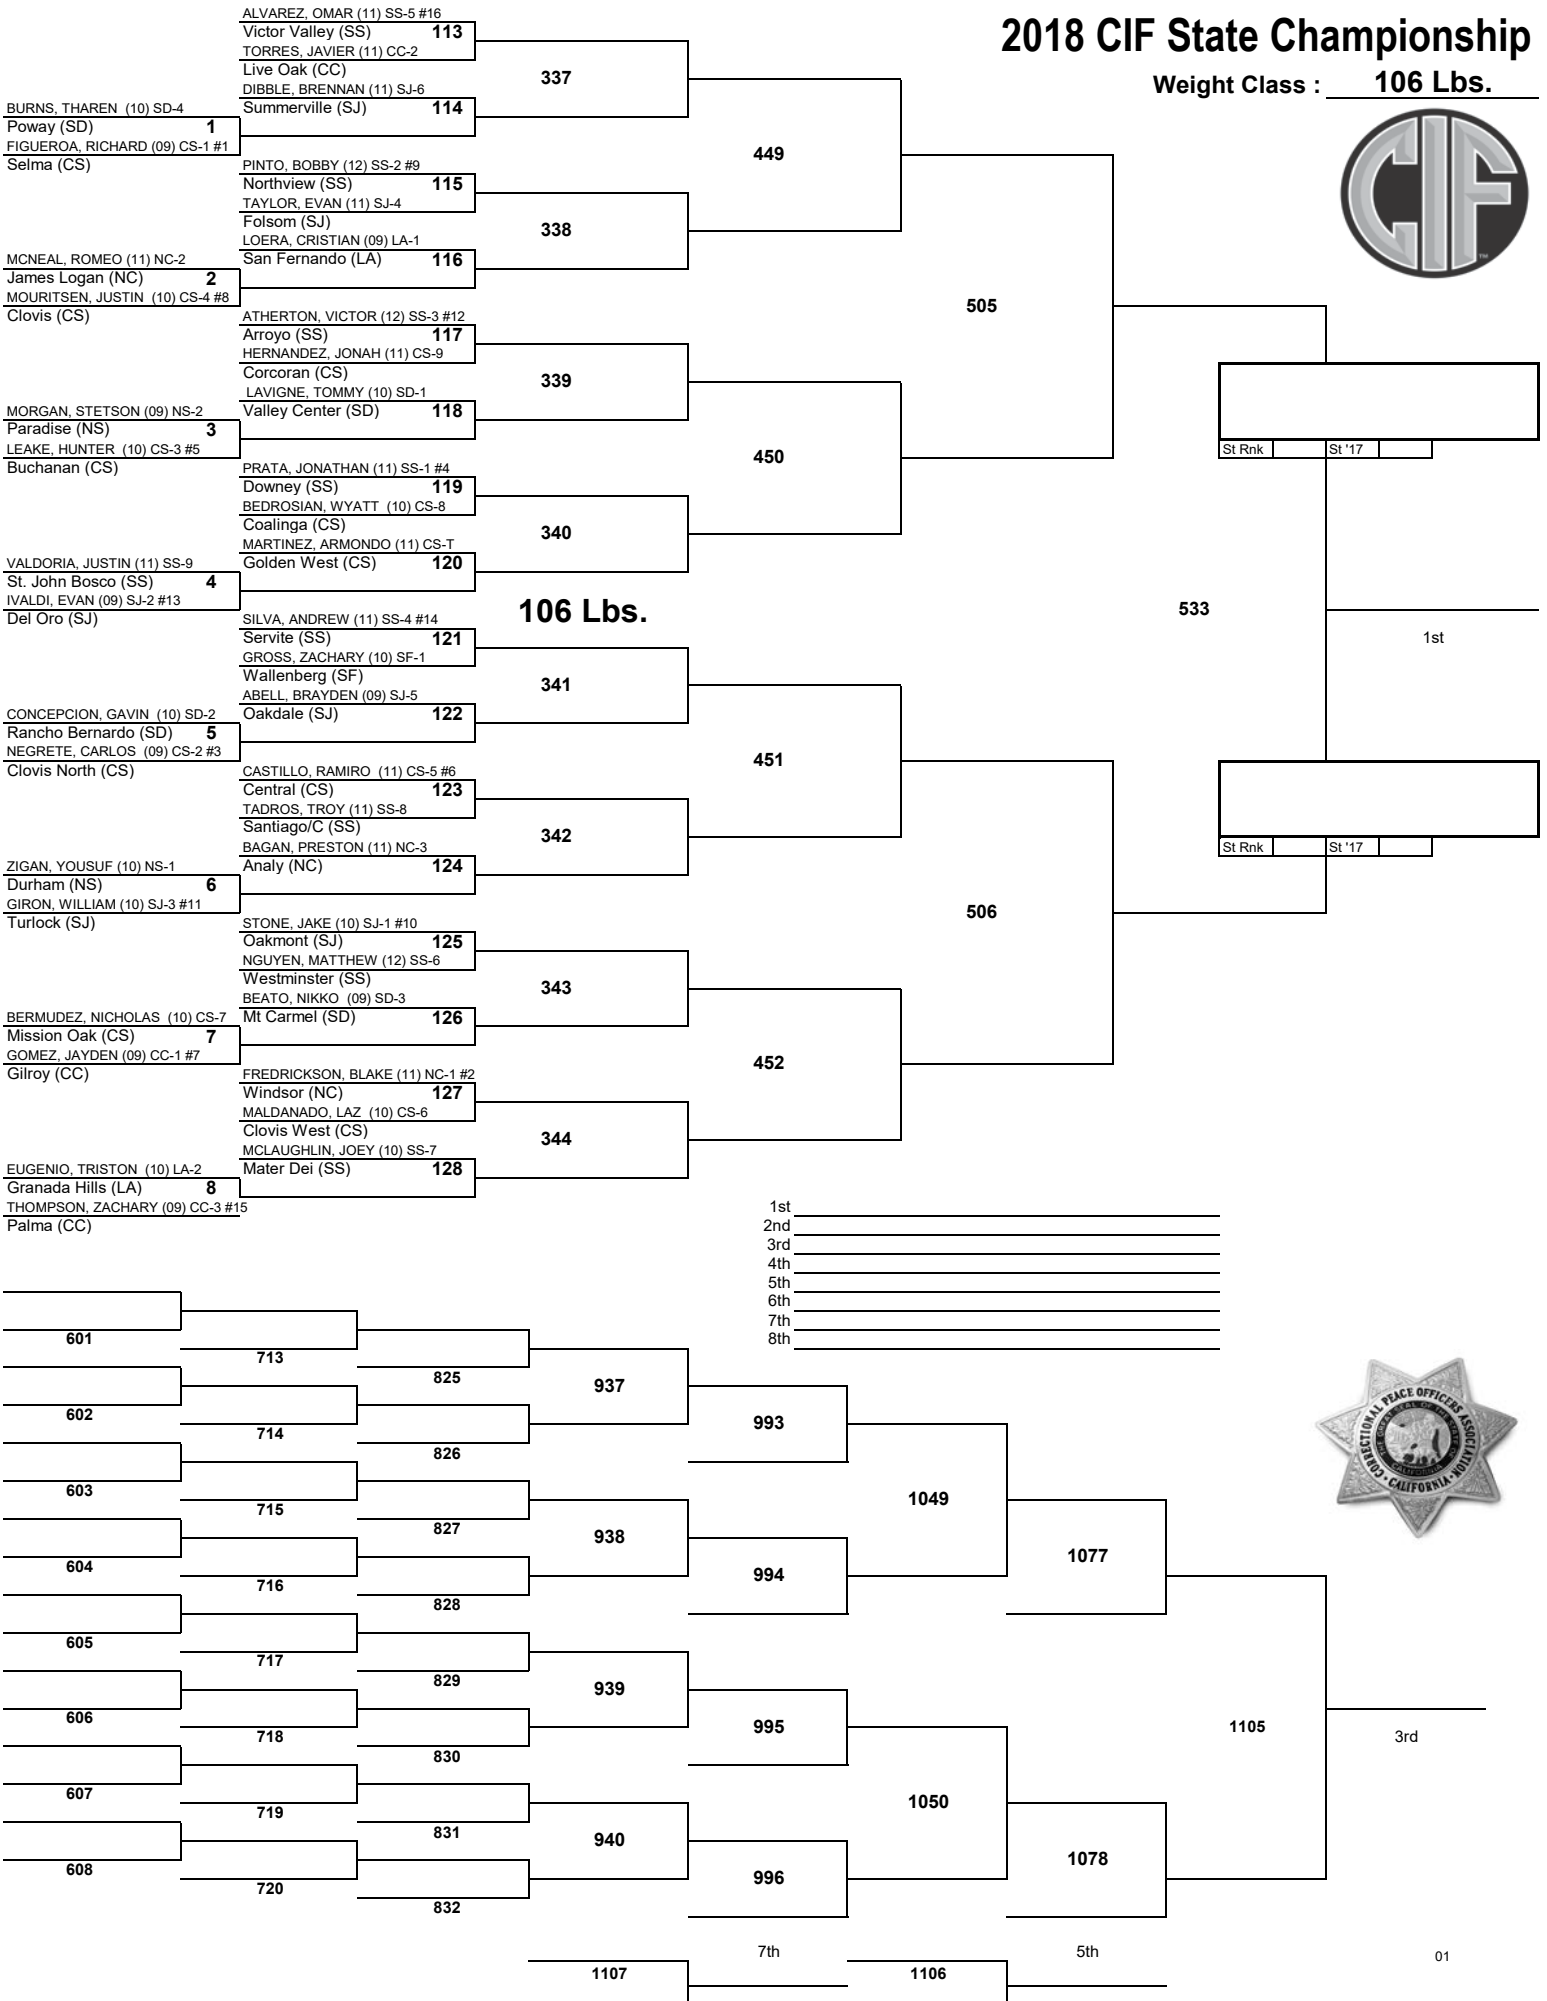 2018 CIF State Championship
Weight Class : 106 Lbs.
CIF
TM
BURNS, THAREN (10) SD-4
Poway (SD) 1
FIGUEROA, RICHARD (09) CS-1 #1
Selma (CS)
MCNEAL, ROMEO (11) NC-2
James Logan (NC) 2
MOURITSEN, JUSTIN (10) CS-4 #8
Clovis (CS)
MORGAN, STETSON (09) NS-2
Paradise (NS) 3
LEAKE, HUNTER (10) CS-3 #5
Buchanan (CS)
VALDORIA, JUSTIN (11) SS-9
St. John Bosco (SS) 4
IVALDI, EVAN (09) SJ-2 #13
Del Oro (SJ)
CONCEPCION, GAVIN (10) SD-2
Rancho Bernardo (SD) 5
NEGRETE, CARLOS (09) CS-2 #3
Clovis North (CS)
ZIGAN, YOUSUF (10) NS-1
Durham (NS) 6
GIRON, WILLIAM (10) SJ-3 #11
Turlock (SJ)
BERMUDEZ, NICHOLAS (10) CS-7
Mission Oak (CS) 7
GOMEZ, JAYDEN (09) CC-1 #7
Gilroy (CC)
EUGENIO, TRISTON (10) LA-2
Granada Hills (LA) 8
THOMPSON, ZACHARY (09) CC-3 #15
Palma (CC)
ALVAREZ, OMAR (11) SS-5 #16
Victor Valley (SS) 113
TORRES, JAVIER (11) CC-2
Live Oak (CC)
DIBBLE, BRENNAN (11) SJ-6
Summerville (SJ) 114
PINTO, BOBBY (12) SS-2 #9
Northview (SS) 115
TAYLOR, EVAN (11) SJ-4
Folsom (SJ)
LOERA, CRISTIAN (09) LA-1
San Fernando (LA) 116
ATHERTON, VICTOR (12) SS-3 #12
Arroyo (SS) 117
HERNANDEZ, JONAH (11) CS-9
Corcoran (CS)
LAVIGNE, TOMMY (10) SD-1
Valley Center (SD) 118
PRATA, JONATHAN (11) SS-1 #4
Downey (SS) 119
BEDROSIAN, WYATT (10) CS-8
Coalinga (CS)
MARTINEZ, ARMONDO (11) CS-T
Golden West (CS) 120
SILVA, ANDREW (11) SS-4 #14
Servite (SS) 121
GROSS, ZACHARY (10) SF-1
Wallenberg (SF)
ABELL, BRAYDEN (09) SJ-5
Oakdale (SJ) 122
CASTILLO, RAMIRO (11) CS-5 #6
Central (CS) 123
TADROS, TROY (11) SS-8
Santiago/C (SS)
BAGAN, PRESTON (11) NC-3
Analy (NC) 124
STONE, JAKE (10) SJ-1 #10
Oakmont (SJ) 125
NGUYEN, MATTHEW (12) SS-6
Westminster (SS)
BEATO, NIKKO (09) SD-3
Mt Carmel (SD) 126
FREDRICKSON, BLAKE (11) NC-1 #2
Windsor (NC) 127
MALDANADO, LAZ (10) CS-6
Clovis West (CS)
MCLAUGHLIN, JOEY (10) SS-7
Mater Dei (SS) 128
337
338
339
340
106 Lbs.
341
342
343
344
449
450
451
452
505
506
St Rnk St '17
533
1st
St Rnk St '17
1st
2nd
3rd
4th
5th
6th
7th
8th
601
602
603
604
605
606
607
608
713
714
715
716
717
718
719
720
825
826
827
828
829
830
831
832
937
938
939
940
993
994
995
996
1049
1050
1077
1078
1105
3rd
CORRECTIONAL PEACE OFFICERS ASSOCIATION
CALIFORNIA
7th
1107
5th
1106
01